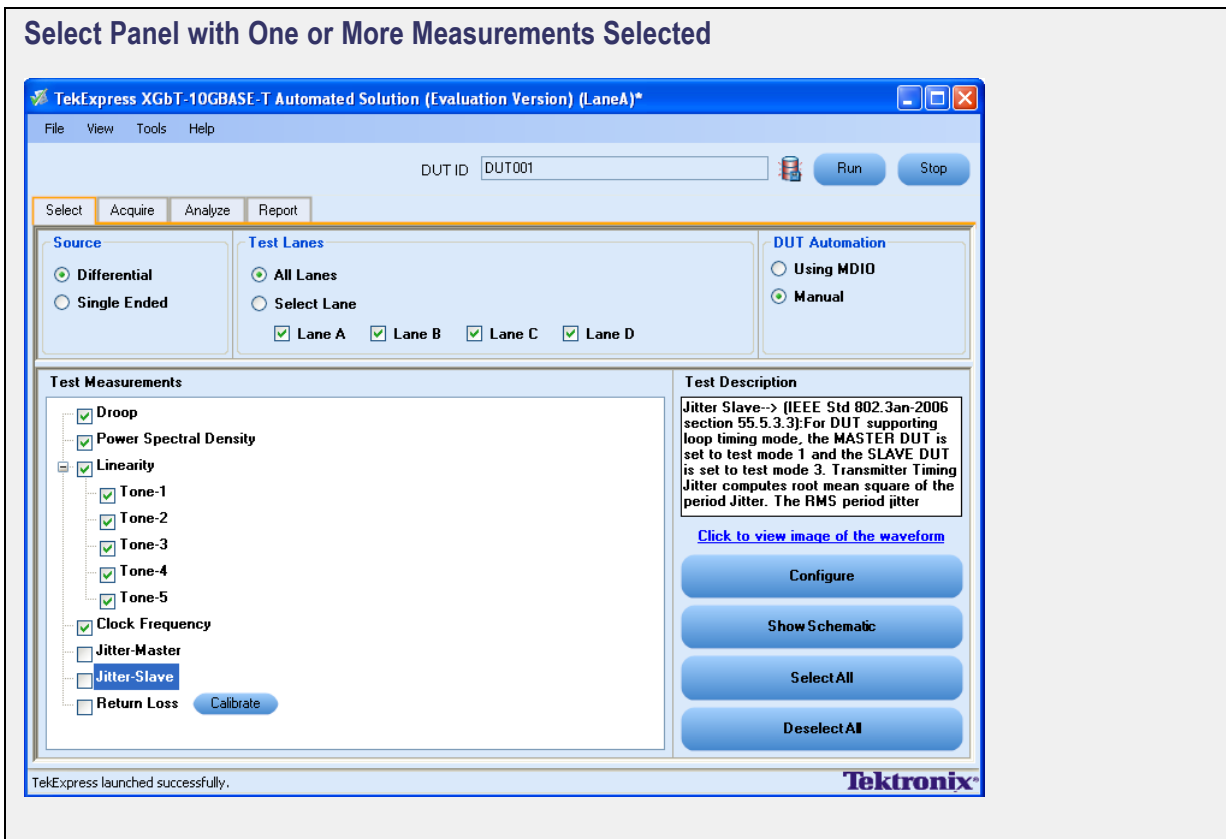 Select Panel with One or More Measurements Selected
TekExpress XGbT-10GBASE-T Automated Solution (Evaluation Version) (LaneA)*
File View Tools Help
DUT ID DUT001 Run Stop
Select Acquire Analyze Report
Source
Differential
Single Ended
Test Lanes
All Lanes
Select Lane
Lane A Lane B Lane C Lane D
DUT Automation
Using MDIO
Manual
Test Measurements
Droop
Power Spectral Density
Linearity
Tone-1
Tone-2
Tone-3
Tone-4
Tone-5
Clock Frequency
Jitter-Master
Jitter-Slave
Return Loss Calibrate
Test Description
Jitter Slave--> (IEEE Std 802.3an-2006
section 55.5.3.3):For DUT supporting
loop timing mode, the MASTER DUT is
set to test mode 1 and the SLAVE DUT
is set to test mode 3. Transmitter Timing
Jitter computes root mean square of the
period Jitter. The RMS period jitter
Click to view image of the waveform
Configure
Show Schematic
Select All
Deselect All
TekExpress launched successfully.
Tektronix